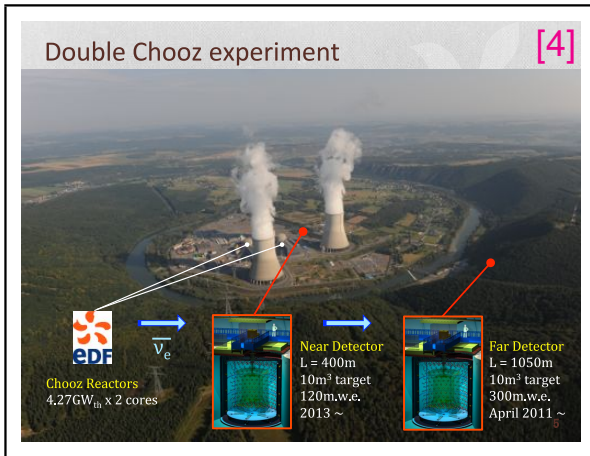 Double Chooz experiment
[4]
eDF
ν̅e
Chooz Reactors
4.27GWth x 2 cores
Near Detector
L = 400m
10m³ target
120m.w.e.
2013 ~
Far Detector
L = 1050m
10m³ target
300m.w.e.
April 2011 ~
5